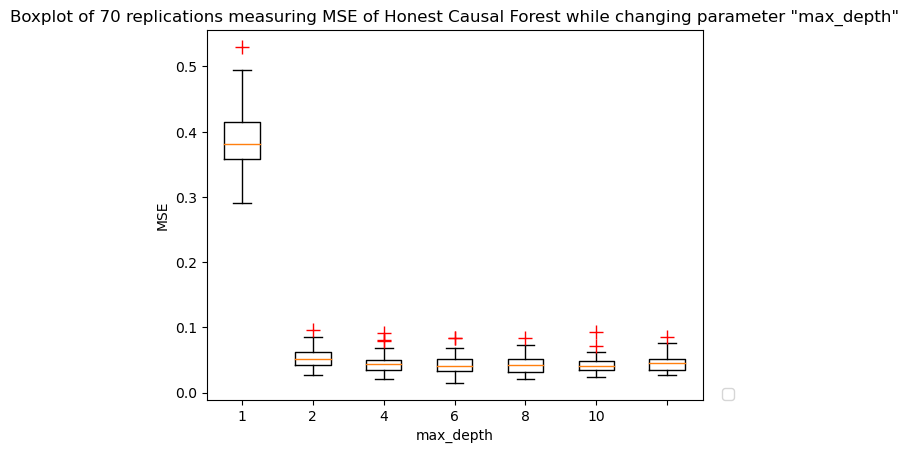 Boxplot of 70 replications measuring MSE of Honest Causal Forest while changing parameter "max_depth"
0.5
0.4
0.3
0.2
0.1
0.0
MSE
1 2 4 6 8 10
max_depth